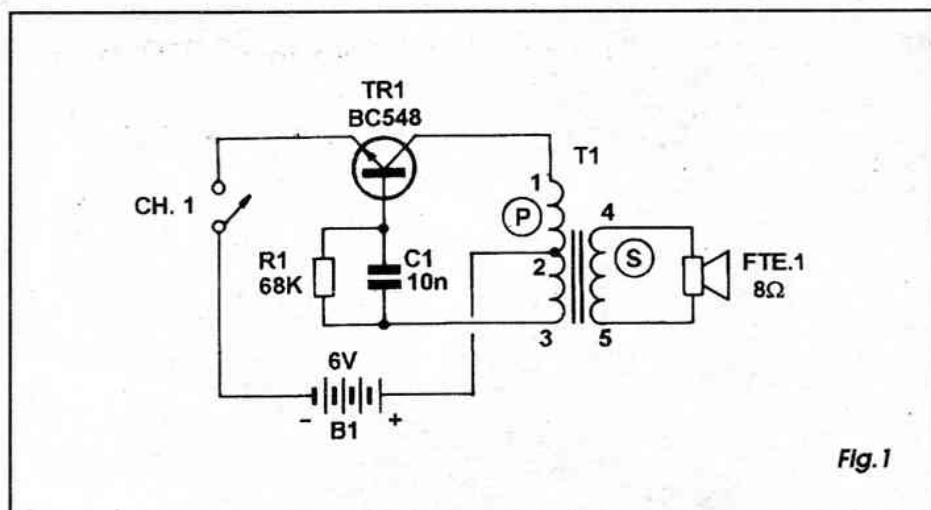 TR1
BC548
T1
CH. 1
1
P
2
3
4
S
5
R1
68K
C1
10n
FTE.1
8Ω
6V
–
+
B1
Fig.1